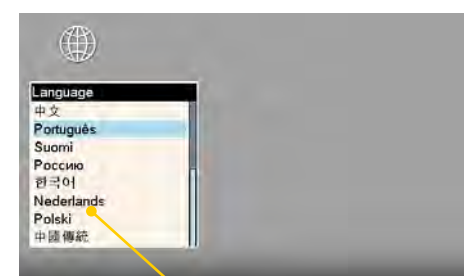 Language
中文
Português
Suomi
Россию
한국어
Nederlands
Polski
中國傳統